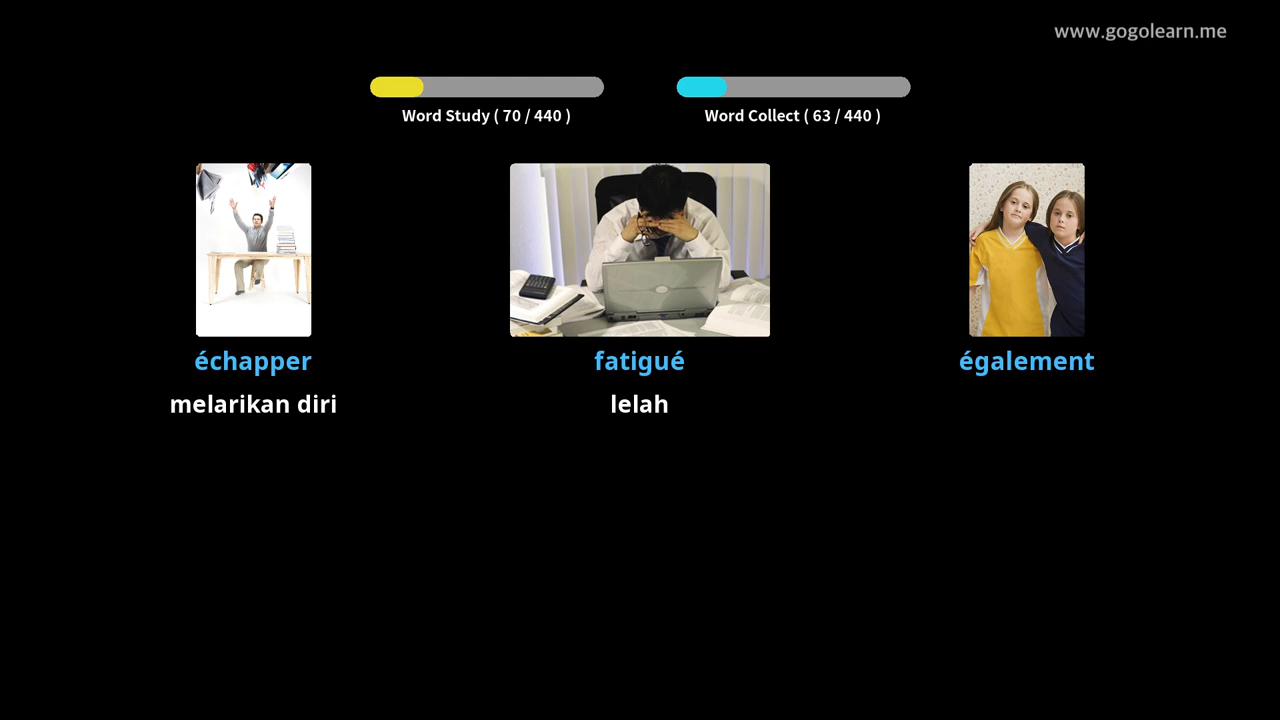 www.gogolearn.me
Word Study ( 70 / 440 )
Word Collect ( 63 / 440 )
échapper
fatigué
également
melarikan diri
lelah